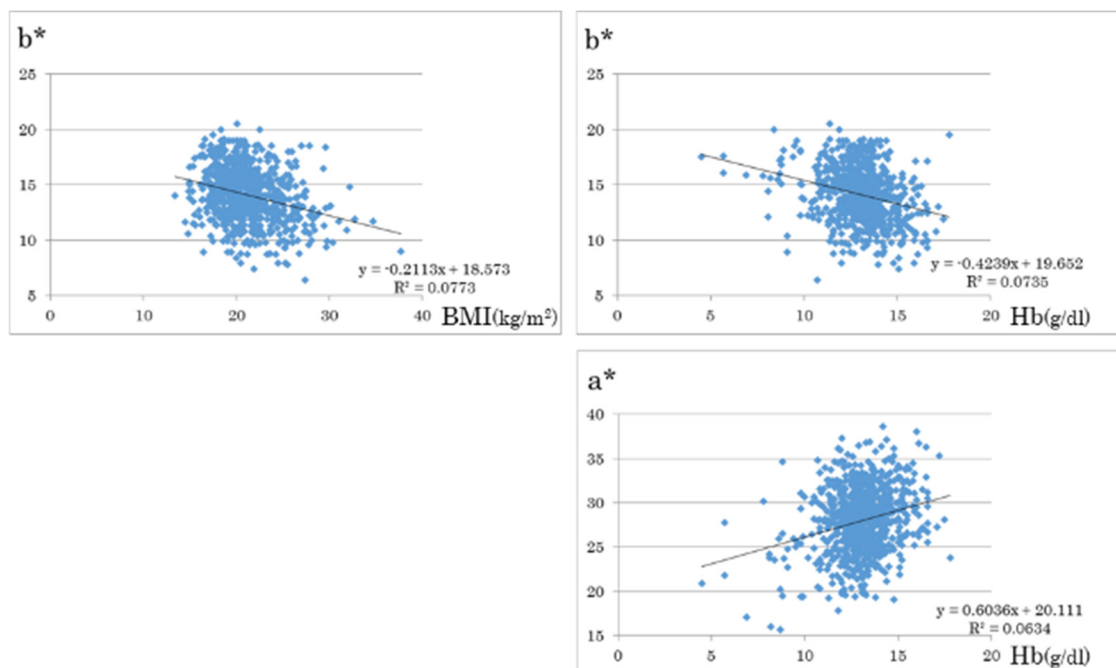 b*
25
20
15
10
5
0 10 20 30 40
y = -0.2113x + 18.573
R² = 0.0773
BMI(kg/m²)
b*
25
20
15
10
5
0 5 10 15 20
y = -0.4239x + 19.652
R² = 0.0735
Hb(g/dl)
a*
40
35
30
25
20
15
0 5 10 15 20
y = 0.6036x + 20.111
R² = 0.0634
Hb(g/dl)